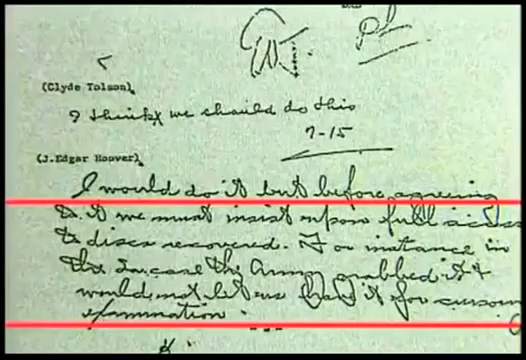 (Clyde Tolson)
I think we should do this
7-15
(J.Edgar Hoover)
I would do it but before agreeing
to it we must insist upon full access
to discs recovered. For instance in
the case the Army grabbed it &
would not let us have it for cursory
examination.